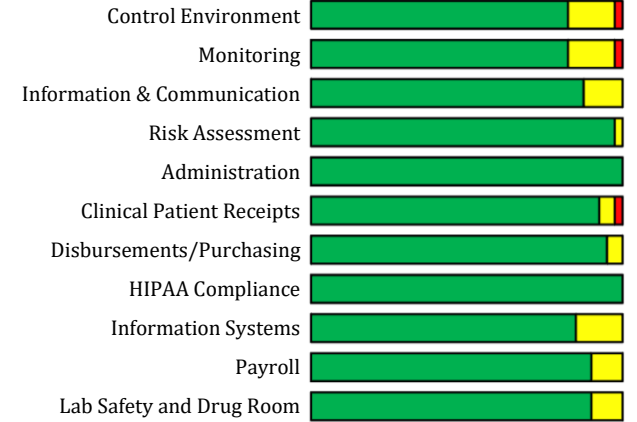 Control Environment
Monitoring
Information & Communication
Risk Assessment
Administration
Clinical Patient Receipts
Disbursements/Purchasing
HIPAA Compliance
Information Systems
Payroll
Lab Safety and Drug Room